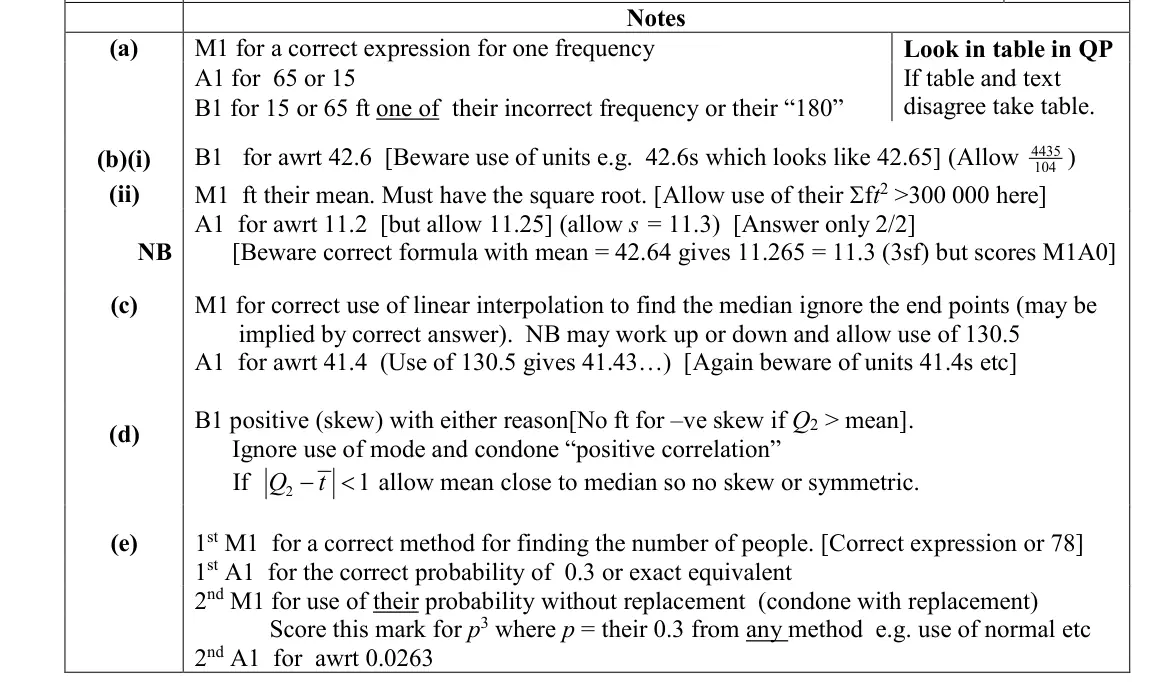 Notes
(a) M1 for a correct expression for one frequency
A1 for 65 or 15
B1 for 15 or 65 ft one of their incorrect frequency or their “180”
Look in table in QP
If table and text
disagree take table.
(b)(i) B1 for awrt 42.6 [Beware use of units e.g. 42.6s which looks like 42.65] (Allow 4435/104 )
(ii) M1 ft their mean. Must have the square root. [Allow use of their Σft² >300 000 here]
A1 for awrt 11.2 [but allow 11.25] (allow s = 11.3) [Answer only 2/2]
NB [Beware correct formula with mean = 42.64 gives 11.265 = 11.3 (3sf) but scores M1A0]
(c) M1 for correct use of linear interpolation to find the median ignore the end points (may be
implied by correct answer). NB may work up or down and allow use of 130.5
A1 for awrt 41.4 (Use of 130.5 gives 41.43…) [Again beware of units 41.4s etc]
(d) B1 positive (skew) with either reason[No ft for –ve skew if Q₂ > mean].
Ignore use of mode and condone “positive correlation”
If |Q₂ − t̅| < 1 allow mean close to median so no skew or symmetric.
(e) 1st M1 for a correct method for finding the number of people. [Correct expression or 78]
1st A1 for the correct probability of 0.3 or exact equivalent
2nd M1 for use of their probability without replacement (condone with replacement)
Score this mark for p³ where p = their 0.3 from any method e.g. use of normal etc
2nd A1 for awrt 0.0263